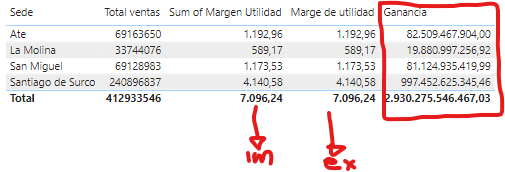 Sede Total ventas Sum of Margen Utilidad Marge de utilidad Ganancia
Ate 69163650 1.192,96 1.192,96 82.509.467.904,00
La Molina 33744076 589,17 589,17 19.880.997.256,92
San Miguel 69128983 1.173,53 1.173,53 81.124.935.419,99
Santiago de Surco 240896837 4.140,58 4.140,58 997.452.625.345,46
Total 412933546 7.096,24 7.096,24 2.930.275.546.467,03
im ex